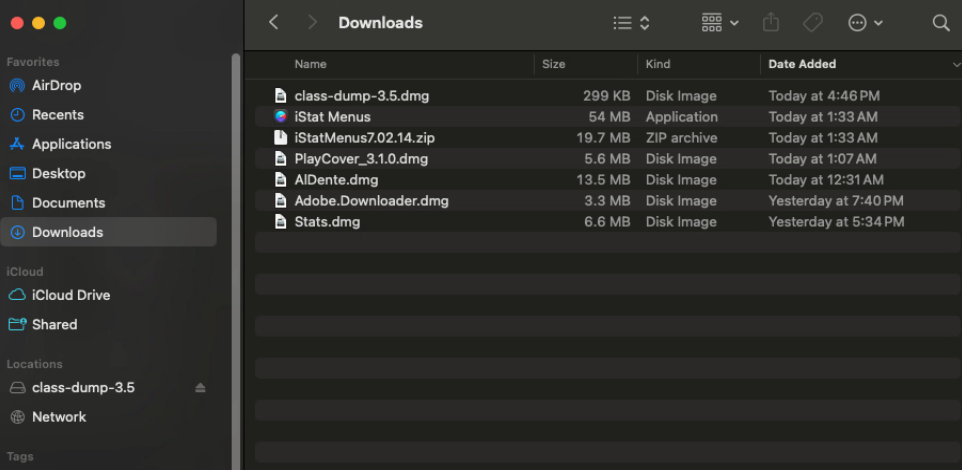 Downloads
Favorites
AirDrop
Recents
Applications
Desktop
Documents
Downloads
iCloud
iCloud Drive
Shared
Locations
class-dump-3.5
Network
Tags
Name Size Kind Date Added
class-dump-3.5.dmg 299 KB Disk Image Today at 4:46 PM
iStat Menus 54 MB Application Today at 1:33 AM
iStatMenus7.02.14.zip 19.7 MB ZIP archive Today at 1:33 AM
PlayCover_3.1.0.dmg 5.6 MB Disk Image Today at 1:07 AM
AlDente.dmg 13.5 MB Disk Image Today at 12:31 AM
Adobe.Downloader.dmg 3.3 MB Disk Image Yesterday at 7:40 PM
Stats.dmg 6.6 MB Disk Image Yesterday at 5:34 PM